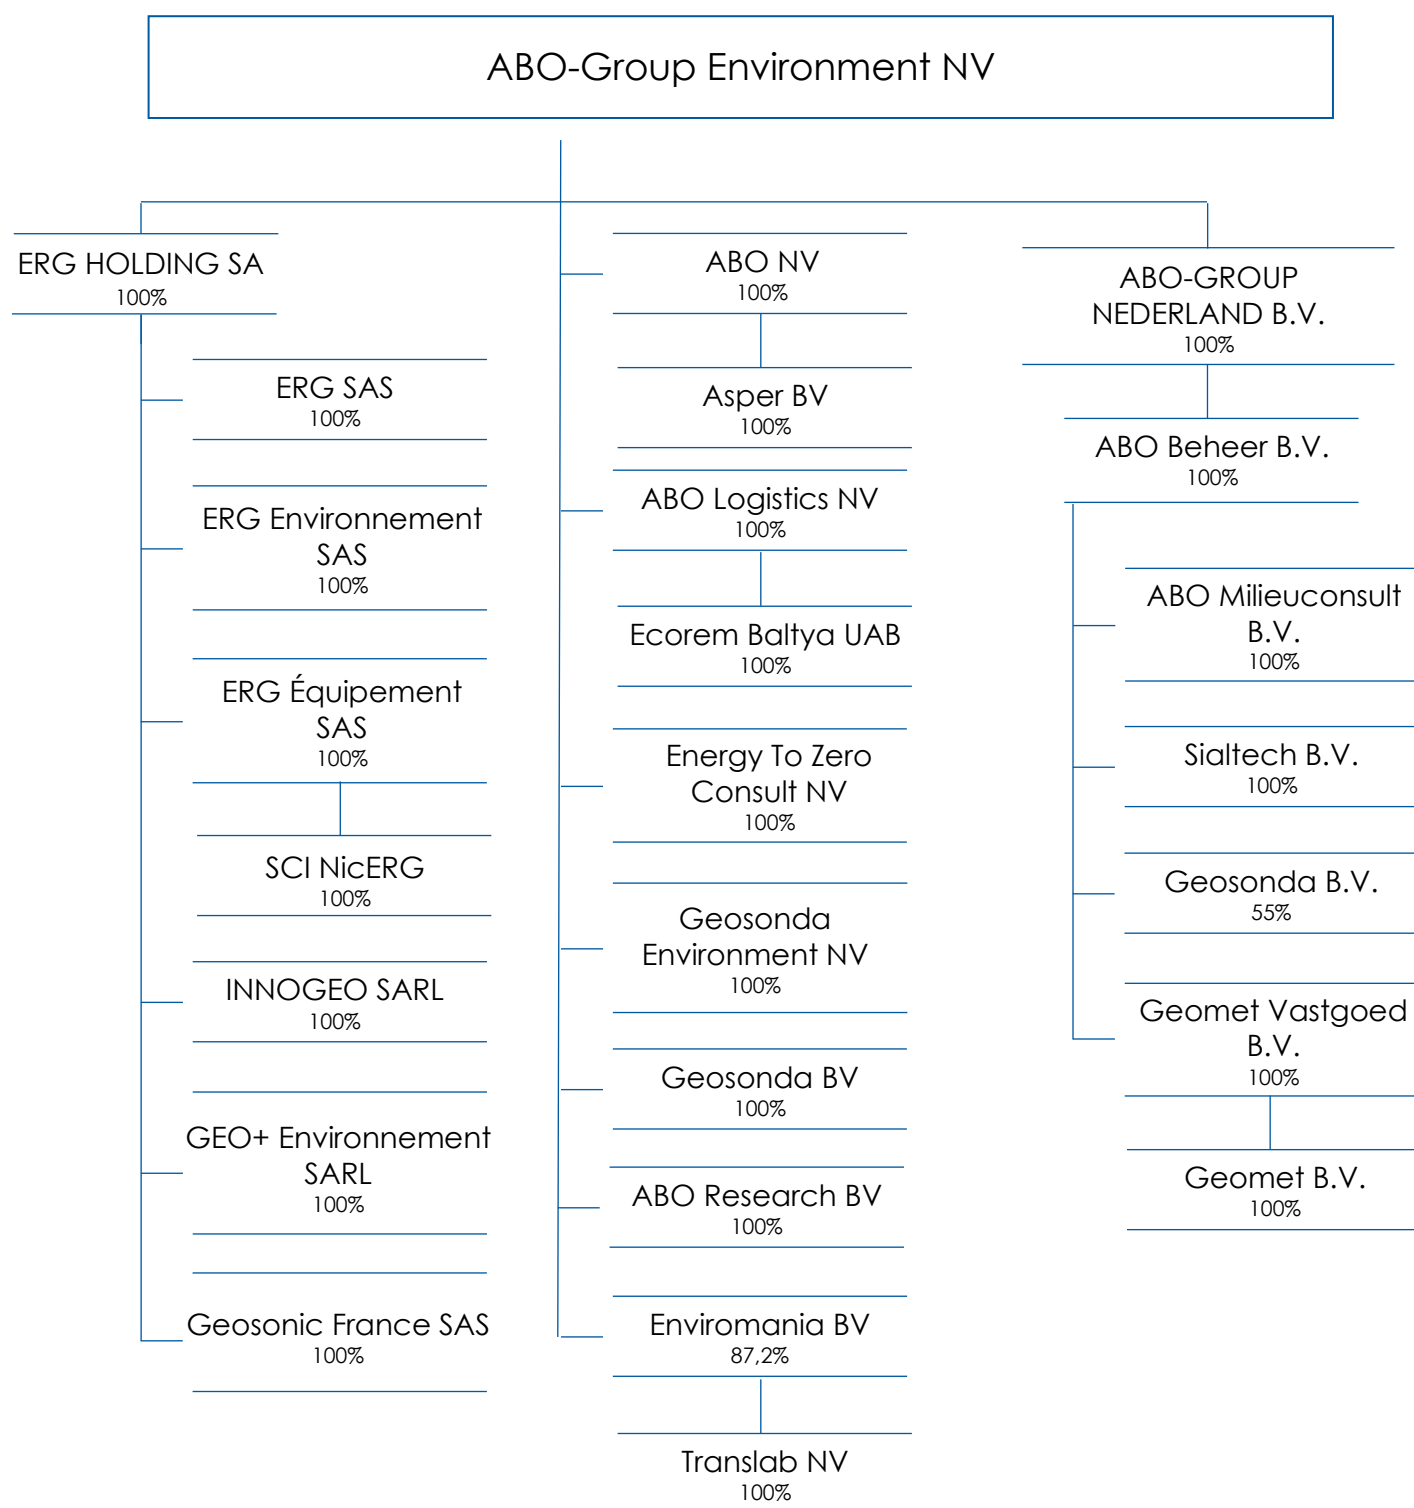 ABO-Group Environment NV
ERG HOLDING SA
100%
ERG SAS
100%
ERG Environnement
SAS
100%
ERG Équipement
SAS
100%
SCI NicERG
100%
INNOGEO SARL
100%
GEO+ Environnement
SARL
100%
Geosonic France SAS
100%
ABO NV
100%
Asper BV
100%
ABO Logistics NV
100%
Ecorem Baltya UAB
100%
Energy To Zero
Consult NV
100%
Geosonda
Environment NV
100%
Geosonda BV
100%
ABO Research BV
100%
Enviromania BV
87,2%
Translab NV
100%
ABO-GROUP
NEDERLAND B.V.
100%
ABO Beheer B.V.
100%
ABO Milieuconsult
B.V.
100%
Sialtech B.V.
100%
Geosonda B.V.
55%
Geomet Vastgoed
B.V.
100%
Geomet B.V.
100%